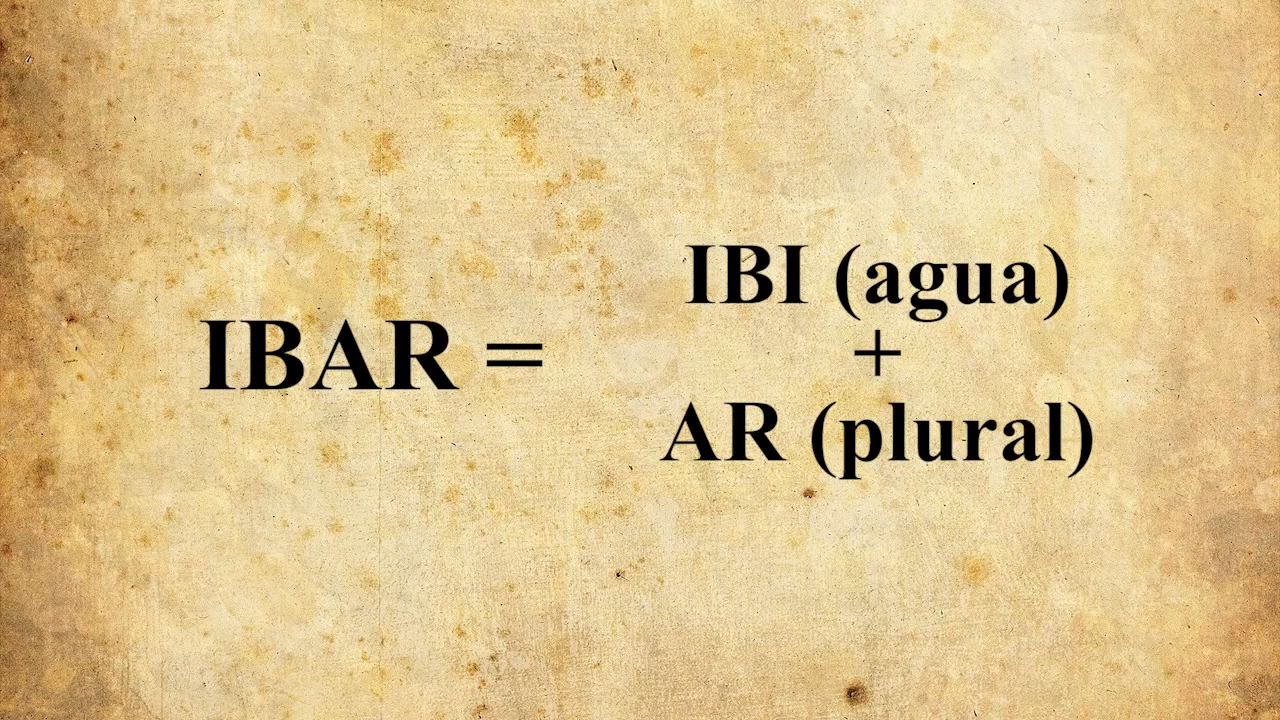 IBAR =
IBI (agua)
+
AR (plural)